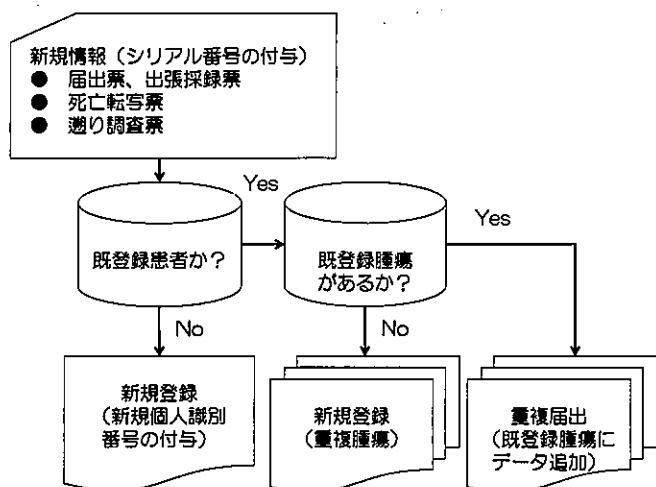 新規情報（シリアル番号の付与）
● 届出票、出張採録票
● 死亡転写票
● 遡り調査票
Yes
既登録患者か？
既登録腫瘍
があるか？
Yes
No
No
新規登録
（新規個人識別
番号の付与）
新規登録
（重複腫瘍）
重複届出
（既登録腫瘍に
データ追加）